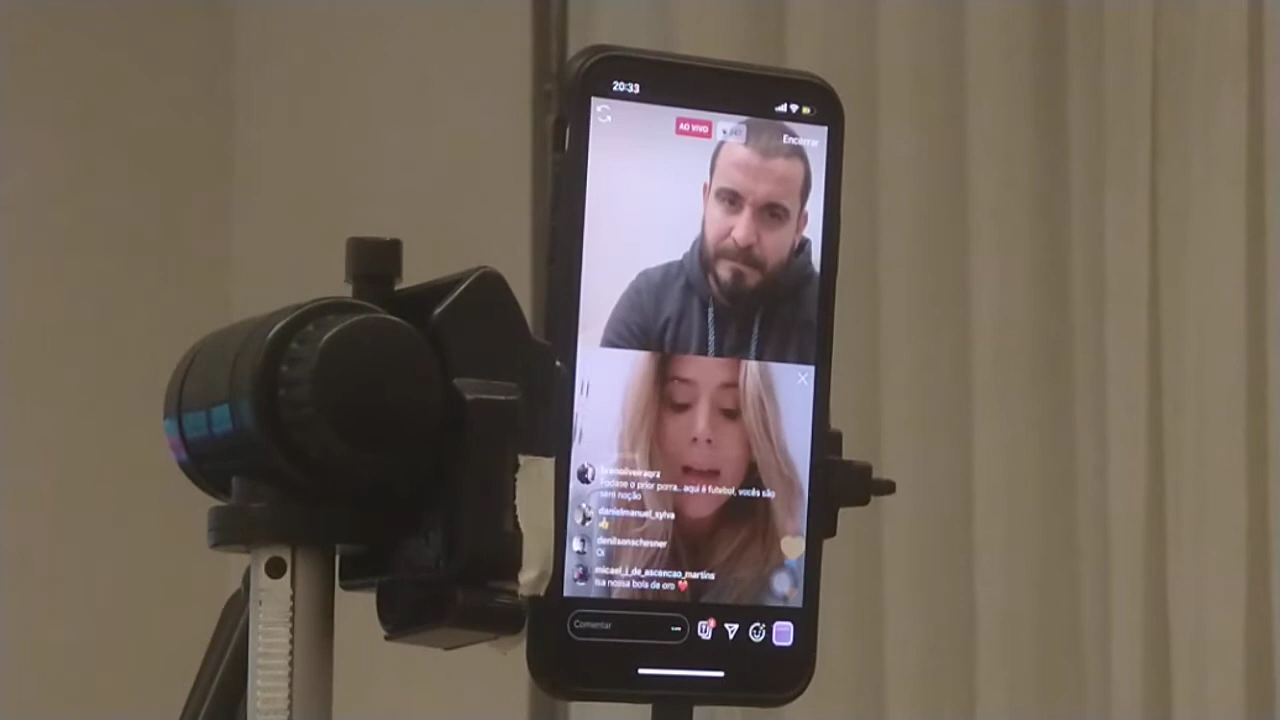 20:33
AO VIVO
Encerrar
Fodase o prior porra.. aqui é futebol, vocês são
sem noção
danielmanuel_sylva
denilsonschesner
Oi
micael_j_de_ascencao_martins
Isa nossa bola de oro
Comentar